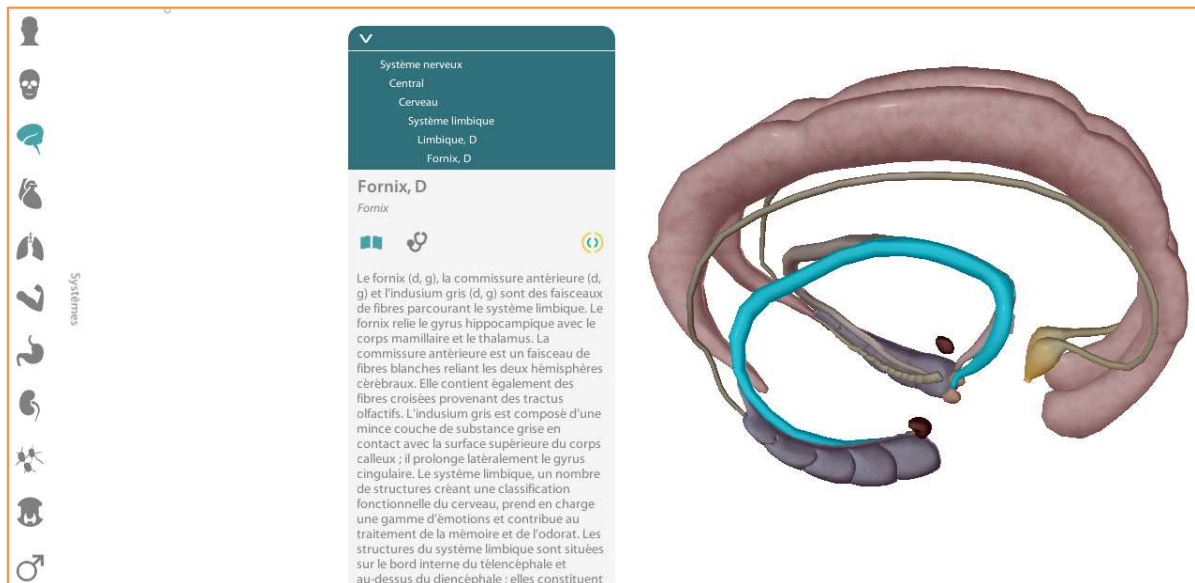 Systèmes
Système nerveux
Central
Cerveau
Système limbique
Limbique, D
Fornix, D
Fornix, D
Fornix
Le fornix (d, g), la commissure antérieure (d,
g) et l'indusium gris (d, g) sont des faisceaux
de fibres parcourant le système limbique. Le
fornix relie le gyrus hippocampique avec le
corps mamillaire et le thalamus. La
commissure antérieure est un faisceau de
fibres blanches reliant les deux hémisphères
cérébraux. Elle contient également des
fibres croisées provenant des tractus
olfactifs. L'indusium gris est composé d'une
mince couche de substance grise en
contact avec la surface supérieure du corps
calleux ; il prolonge latéralement le gyrus
cingulaire. Le système limbique, un nombre
de structures créant une classification
fonctionnelle du cerveau, prend en charge
une gamme d'émotions et contribue au
traitement de la mémoire et de l'odorat. Les
structures du système limbique sont situées
sur le bord interne du télencéphale et
au-dessus du diencéphale ; elles constituent